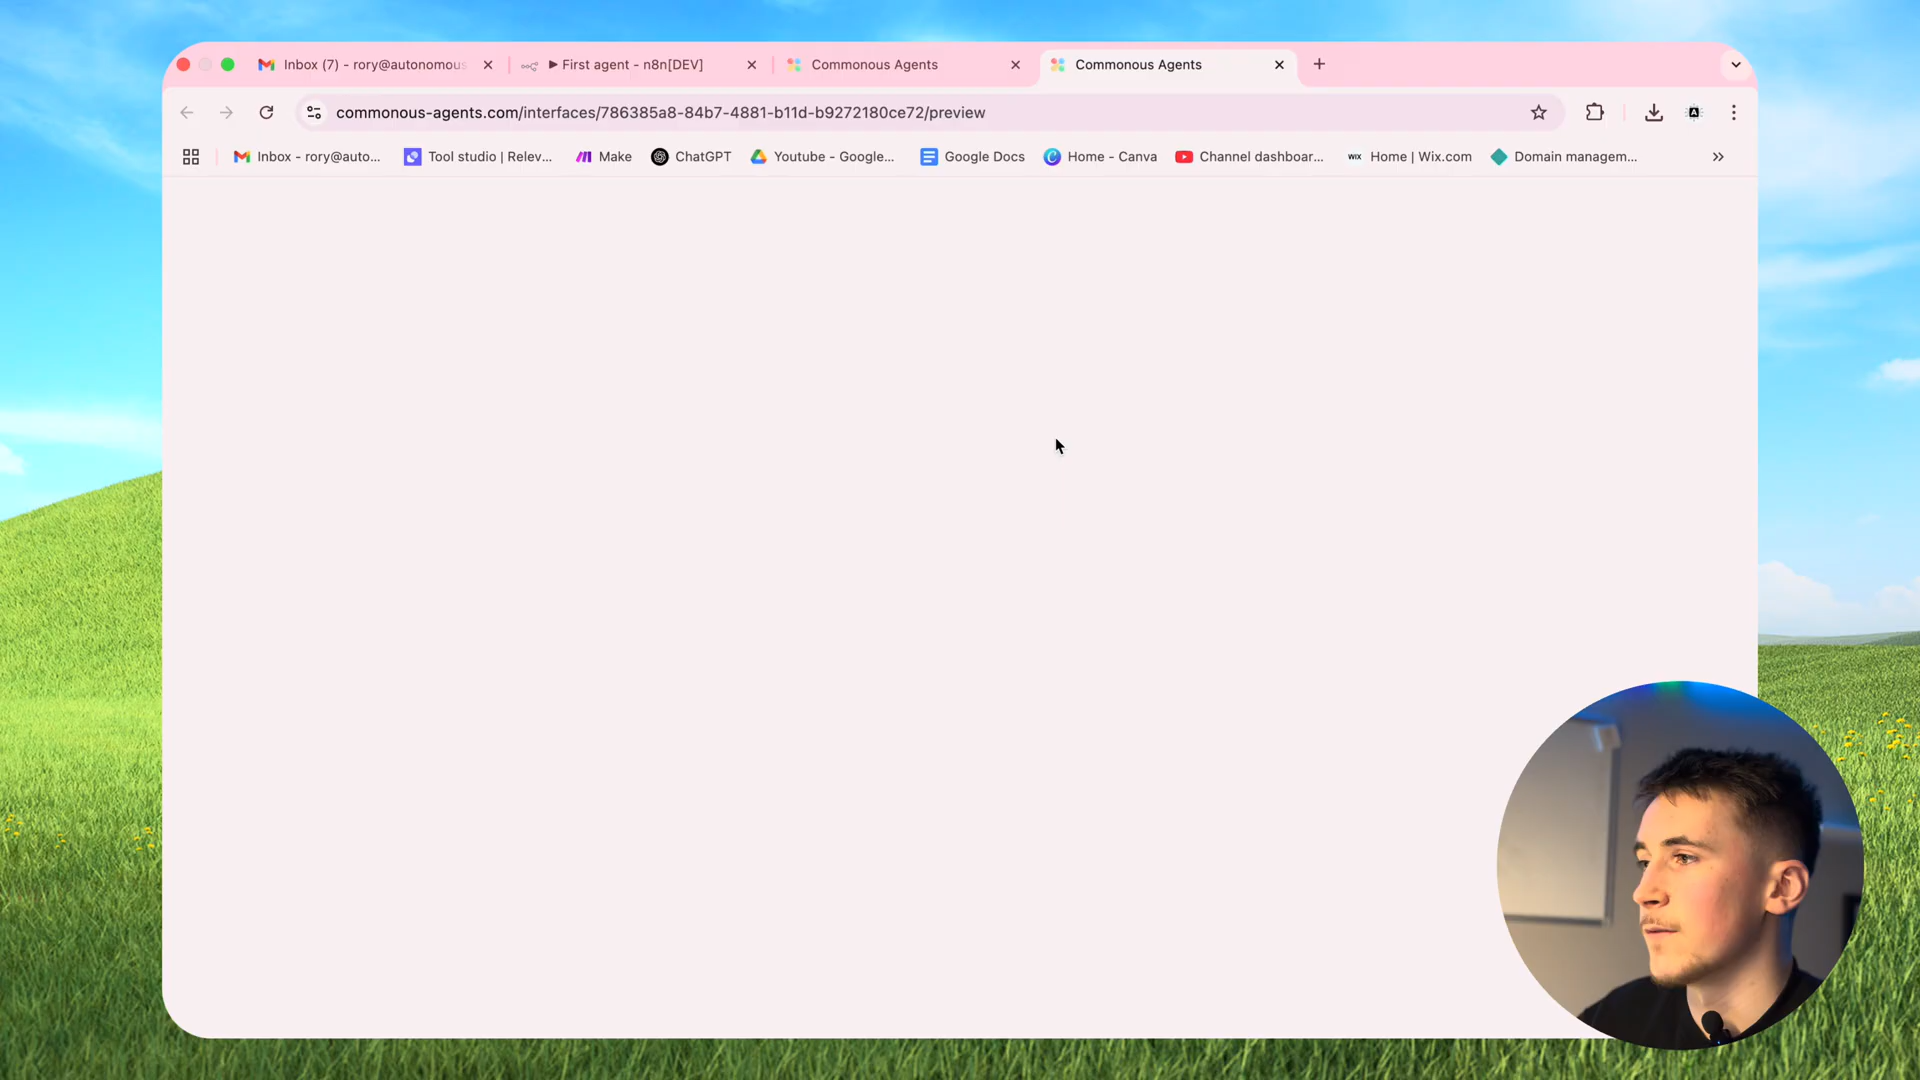 Inbox (7) - rory@autonomous
First agent - n8n[DEV]
Commonous Agents
Commonous Agents
commonous-agents.com/interfaces/786385a8-84b7-4881-b11d-b9272180ce72/preview
A
Inbox - rory@auto...
Tool studio | Relev...
Make
ChatGPT
Youtube - Google...
Google Docs
Home - Canva
Channel dashboar...
WIX Home | Wix.com
Domain managem...